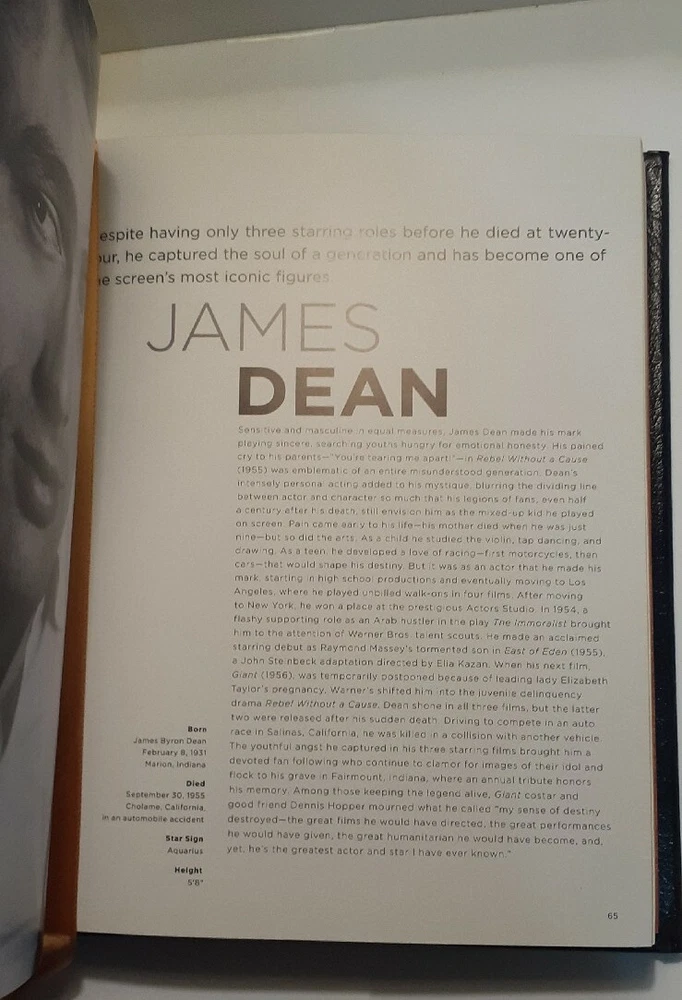 espite having only three starring roles before he died at twenty-
ur, he captured the soul of a generation and has become one of
e screen's most iconic figures.
JAMES
DEAN
Sensitive and masculine in equal measures, James Dean made his mark
playing sincere, searching youths hungry for emotional honesty. His pained
cry to his parents—"You're tearing me apart!"—in Rebel Without a Cause
(1955) was emblematic of an entire misunderstood generation. Dean's
intensely personal acting added to his mystique, blurring the dividing line
between actor and character so much that his legions of fans, even half
a century after his death, still envision him as the mixed-up kid he played
on screen. Pain came early to his life—his mother died when he was just
nine—but so did the arts. As a child he studied the violin, tap dancing, and
drawing. As a teen, he developed a love of racing—first motorcycles, then
cars—that would shape his destiny. But it was as an actor that he made his
mark, starting in high school productions and eventually moving to Los
Angeles, where he played unbilled walk-ons in four films. After moving
to New York, he won a place at the prestigious Actors Studio. In 1954, a
flashy supporting role as an Arab hustler in the play The Immoralist brought
him to the attention of Warner Bros. talent scouts. He made an acclaimed
starring debut as Raymond Massey's tormented son in East of Eden (1955),
a John Steinbeck adaptation directed by Elia Kazan. When his next film,
Giant (1956), was temporarily postponed because of leading lady Elizabeth
Taylor's pregnancy, Warner's shifted him into the juvenile delinquency
drama Rebel Without a Cause. Dean shone in all three films, but the latter
two were released after his sudden death. Driving to compete in an auto
race in Salinas, California, he was killed in a collision with another vehicle.
The youthful angst he captured in his three starring films brought him a
devoted fan following who continue to clamor for images of their idol and
flock to his grave in Fairmount, Indiana, where an annual tribute honors
his memory. Among those keeping the legend alive, Giant costar and
good friend Dennis Hopper mourned what he called "my sense of destiny
destroyed—the great films he would have directed, the great performances
he would have given, the great humanitarian he would have become, and,
yet, he's the greatest actor and star I have ever known."
Born
James Byron Dean
February 8, 1931
Marion, Indiana
Died
September 30, 1955
Cholame, California,
in an automobile accident
Star Sign
Aquarius
Height
5'8"
65